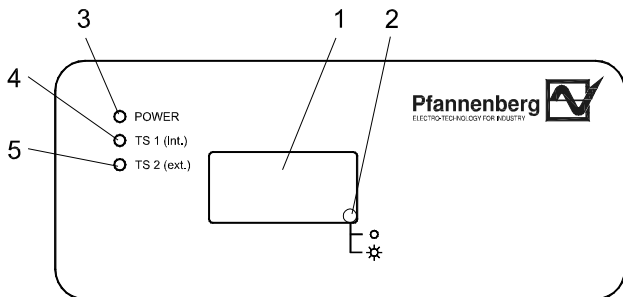 3 1 2
4
5
POWER
TS 1 (Int.)
TS 2 (ext.)
Pfannenberg
ELECTRO-TECHNOLOGY FOR INDUSTRY